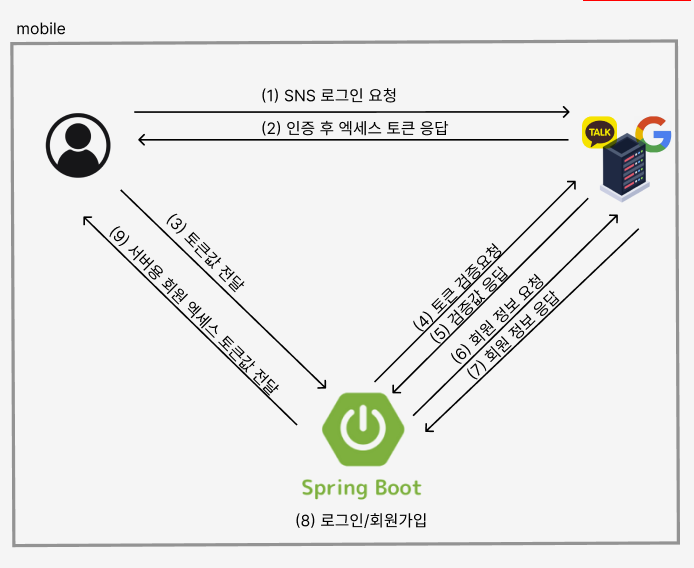 mobile
(1) SNS 로그인 요청
(2) 인증 후 엑세스 토큰 응답
TALK
(3) 토큰값 전달
(9) 서버용 회원 엑세스 토큰값 전달
(4) 토큰 검증요청
(5) 검증값 응답
(6) 회원 정보 요청
(7) 회원 정보 응답
Spring Boot
(8) 로그인/회원가입